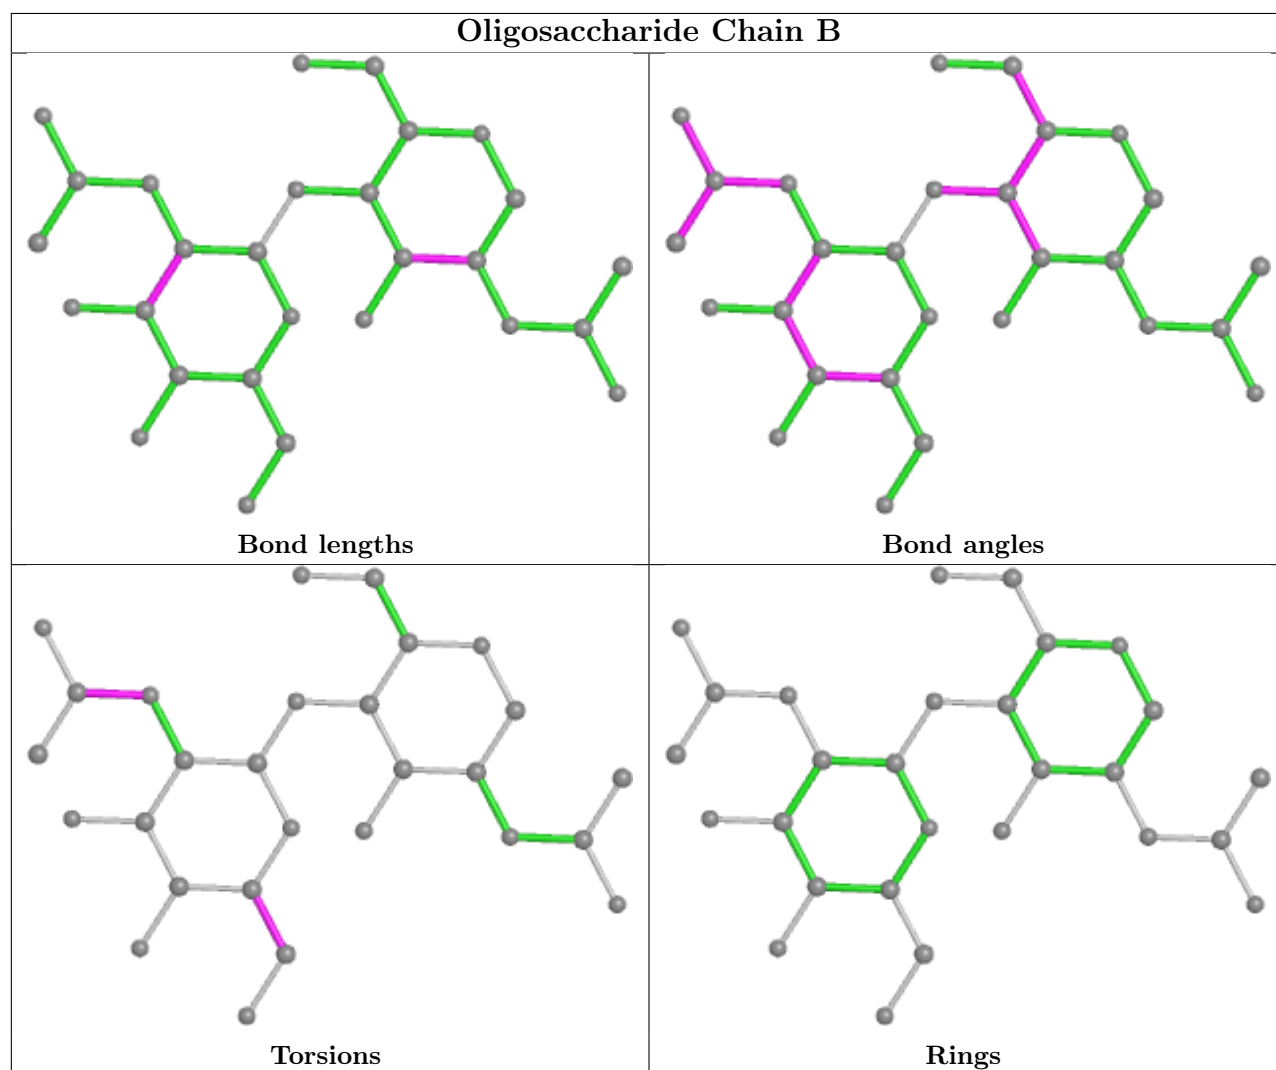 Oligosaccharide Chain B
Bond lengths
Bond angles
Torsions
Rings